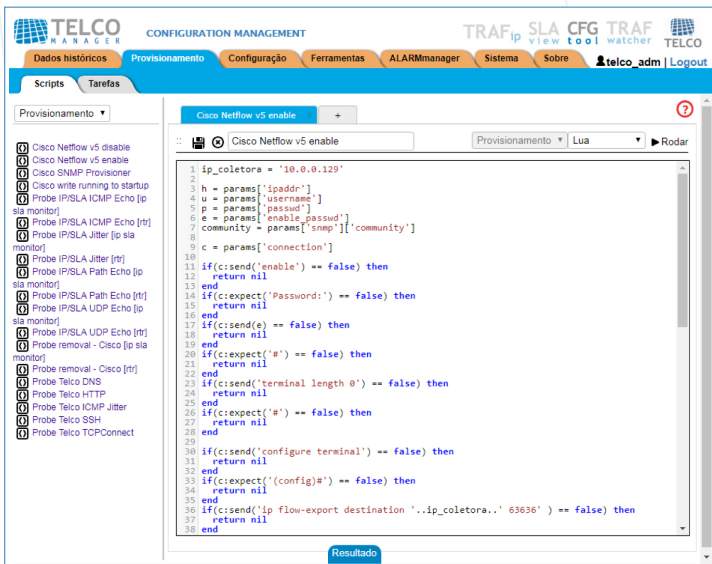 TELCO
MANAGER
CONFIGURATION MANAGEMENT
TRAFip
SLA view
CFG tool
TRAF watcher
TELCO
Dados históricos
Provisionamento
Configuração
Ferramentas
ALARMmanager
Sistema
Sobre
telco_adm | Logout
Scripts
Tarefas
Provisionamento
Cisco Netflow v5 disable
Cisco Netflow v5 enable
Cisco SNMP Provisioner
Cisco write running to startup
Probe IP/SLA ICMP Echo [ip
sla monitor]
Probe IP/SLA ICMP Echo [rtr]
Probe IP/SLA Jitter [ip sla
monitor]
Probe IP/SLA Jitter [rtr]
Probe IP/SLA Path Echo [ip
sla monitor]
Probe IP/SLA Path Echo [rtr]
Probe IP/SLA UDP Echo [ip
sla monitor]
Probe IP/SLA UDP Echo [rtr]
Probe removal - Cisco [ip sla
monitor]
Probe removal - Cisco [rtr]
Probe Telco DNS
Probe Telco HTTP
Probe Telco ICMP Jitter
Probe Telco SSH
Probe Telco TCPConnect
Cisco Netflow v5 enable x
+
?
Cisco Netflow v5 enable
Provisionamento
Lua
Rodar
1 ip_coletora = '10.0.0.129'
2
3 h = params['ipaddr']
4 u = params['username']
5 p = params['passwd']
6 e = params['enable_passwd']
7 community = params['snmp']['community']
8
9 c = params['connection']
10
11 if(c:send('enable') == false) then
12 return nil
13 end
14 if(c:expect('Password:') == false) then
15 return nil
16 end
17 if(c:send(e) == false) then
18 return nil
19 end
20 if(c:expect('#') == false) then
21 return nil
22 end
23 if(c:send('terminal length 0') == false) then
24 return nil
25 end
26 if(c:expect('#') == false) then
27 return nil
28 end
29
30 if(c:send('configure terminal') == false) then
31 return nil
32 end
33 if(c:expect('(config)#') == false) then
34 return nil
35 end
36 if(c:send('ip flow-export destination '..ip_coletora..' 63636' ) == false) then
37 return nil
38 end
Resultado